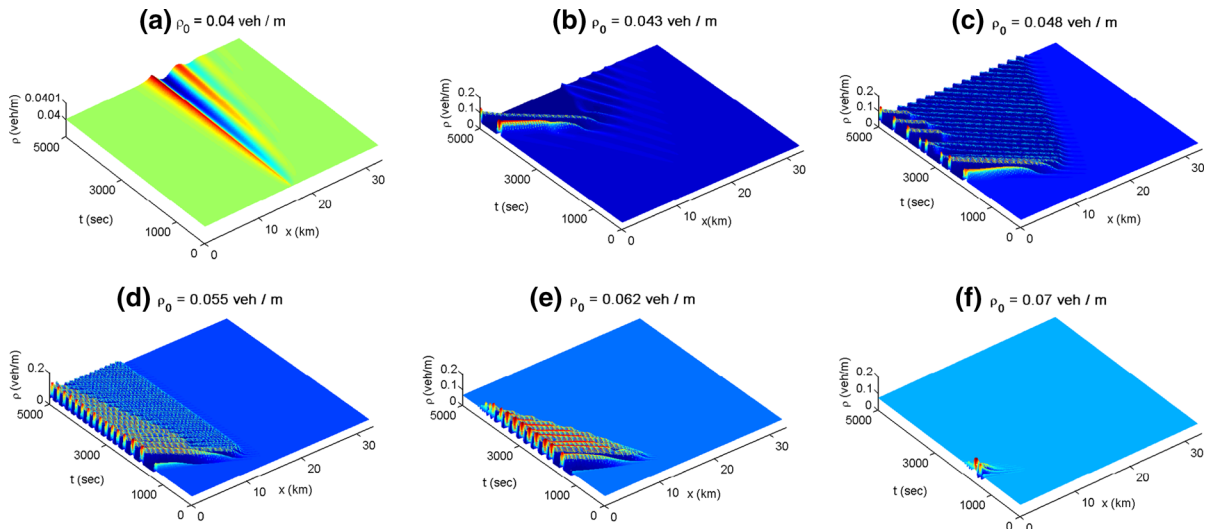 (a) ρ₀ = 0.04 veh / m
(b) ρ₀ = 0.043 veh / m
(c) ρ₀ = 0.048 veh / m
ρ (veh/m)
0.0401
0.04
5000
3000
1000
0
t (sec)
0
10
20
30
x (km)
ρ (veh/m)
0.2
0.1
0
5000
3000
1000
0
t (sec)
0
10
20
30
x(km)
ρ (veh/m)
0.2
0.1
0
5000
3000
1000
0
t (sec)
0
10
20
30
x (km)
(d) ρ₀ = 0.055 veh / m
(e) ρ₀ = 0.062 veh / m
(f) ρ₀ = 0.07 veh / m
ρ (veh/m)
0.2
0.1
0
5000
3000
1000
0
t (sec)
0
10
20
30
x (km)
ρ (veh/m)
0.2
0.1
0
5000
3000
1000
0
t (sec)
0
10
20
30
x (km)
ρ (veh/m)
0.2
0.1
0
5000
3000
1000
0
t (sec)
0
10
20
30
x (km)